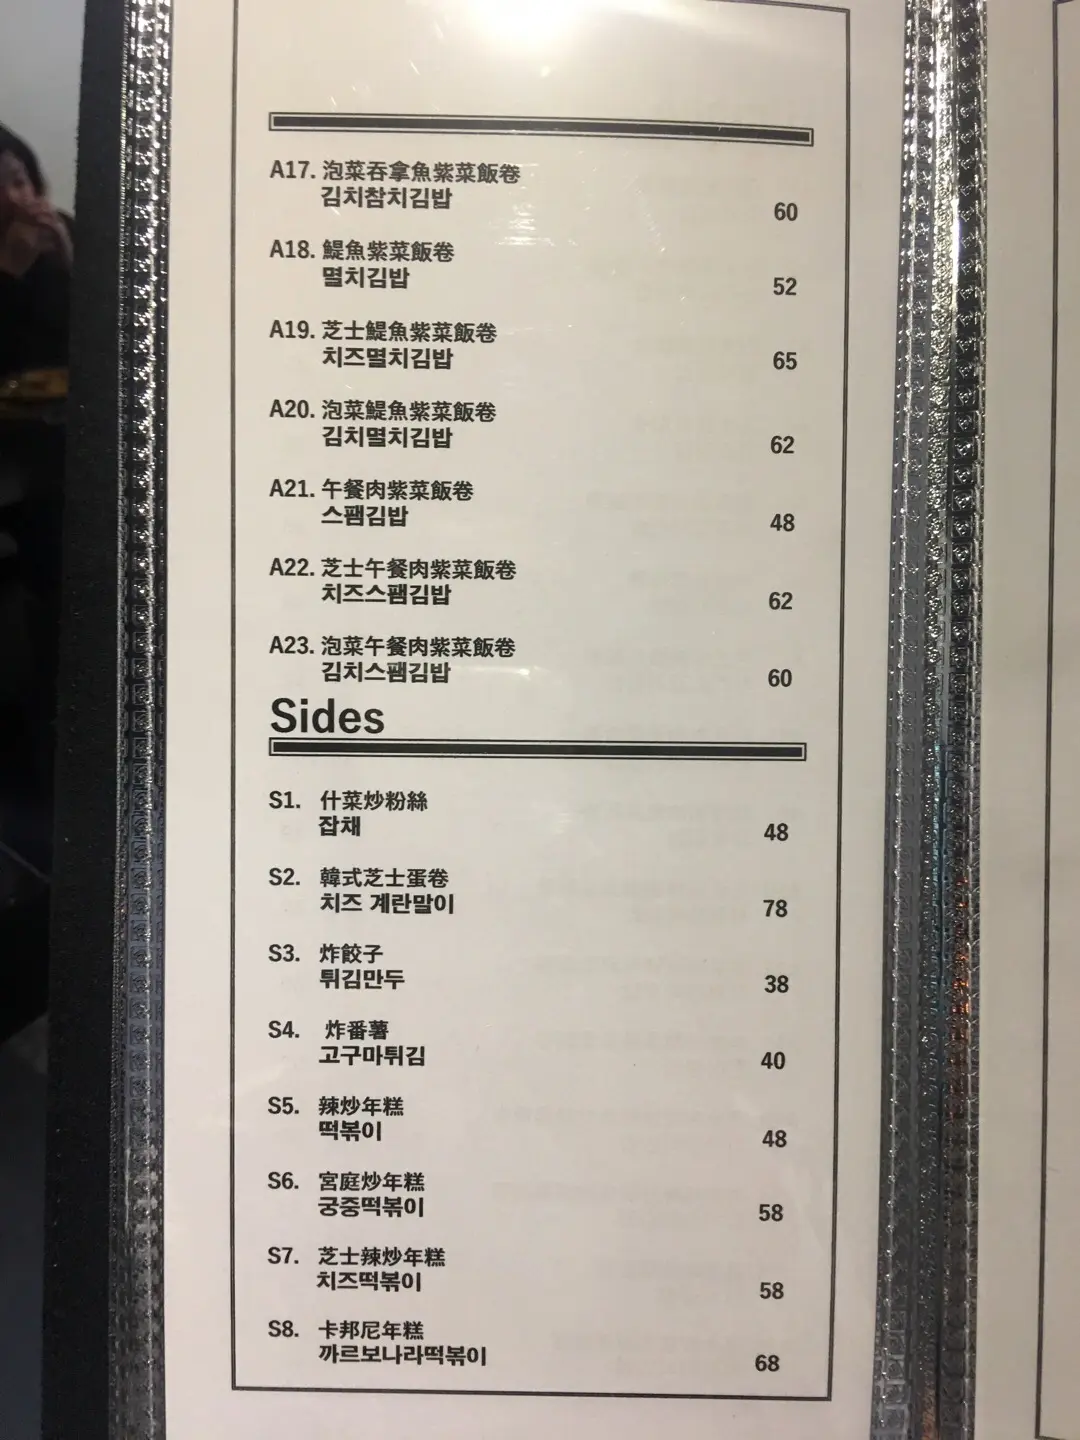 A17. 泡菜吞拿魚紫菜飯卷
김치참치김밥
60
A18. 鯷魚紫菜飯卷
멸치김밥
52
A19. 芝士鯷魚紫菜飯卷
치즈멸치김밥
65
A20. 泡菜鯷魚紫菜飯卷
김치멸치김밥
62
A21. 午餐肉紫菜飯卷
스팸김밥
48
A22. 芝士午餐肉紫菜飯卷
치즈스팸김밥
62
A23. 泡菜午餐肉紫菜飯卷
김치스팸김밥
60
Sides
S1. 什菜炒粉絲
잡채
48
S2. 韓式芝士蛋卷
치즈 계란말이
78
S3. 炸餃子
튀김만두
38
S4. 炸番薯
고구마튀김
40
S5. 辣炒年糕
떡볶이
48
S6. 宮庭炒年糕
궁중떡볶이
58
S7. 芝士辣炒年糕
치즈떡볶이
58
S8. 卡邦尼年糕
까르보나라떡볶이
68